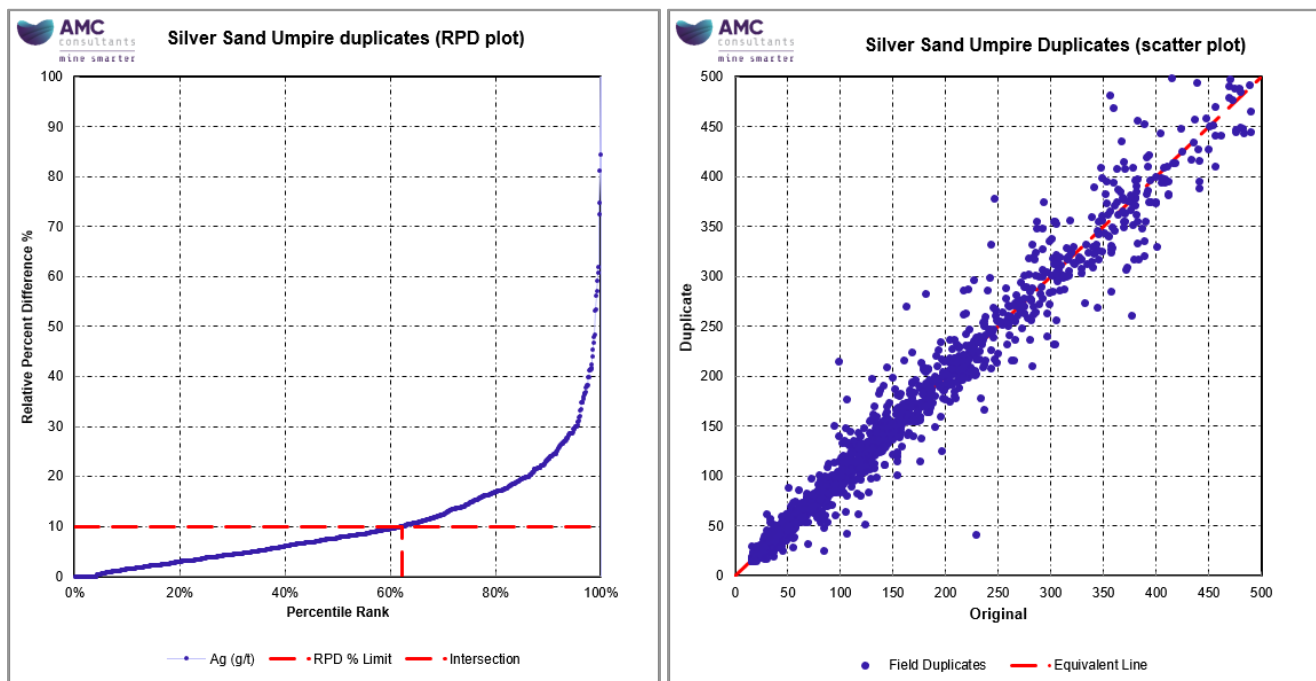 AMC
consultants
mine smarter
Silver Sand Umpire duplicates (RPD plot)
Relative Percent Difference %
100
90
80
70
60
50
40
30
20
10
0
0% 20% 40% 60% 80% 100%
Percentile Rank
Ag (g/t) RPD % Limit Intersection
AMC
consultants
mine smarter
Silver Sand Umpire Duplicates (scatter plot)
Duplicate
500
450
400
350
300
250
200
150
100
50
0
0 50 100 150 200 250 300 350 400 450 500
Original
Field Duplicates Equivalent Line